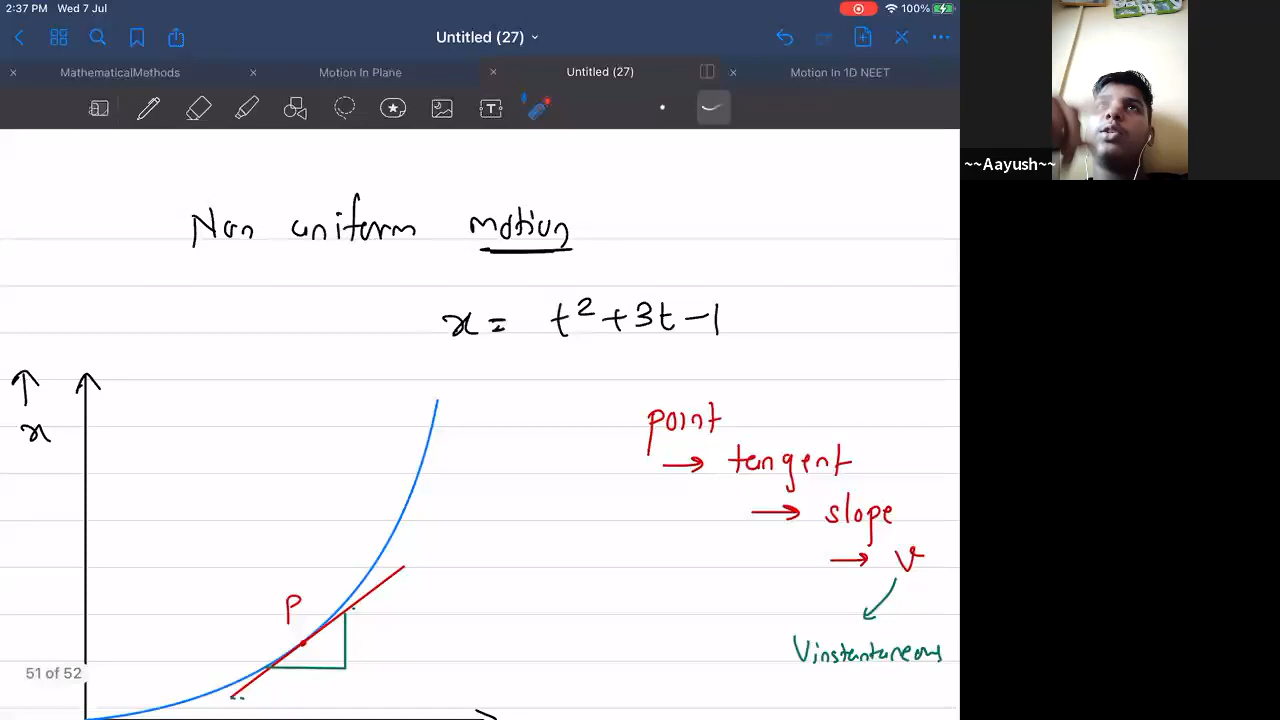 2:37 PM Wed 7 Jul
100%
Untitled (27)
MathematicalMethods
Motion In Plane
Untitled (27)
Motion In 1D NEET
T
~~Aayush~~
Non uniform motion
x = t²+3t-1
x
point
→ tangent
→ slope
→ v
Vinstantaneous
P
51 of 52